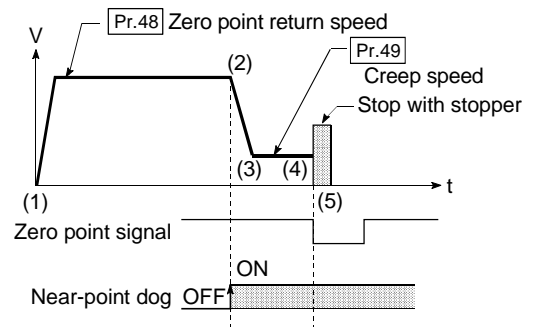 Pr.48 Zero point return speed
V
Pr.49
Creep speed
Stop with stopper
(2)
(3) (4)
t
(1) (5)
Zero point signal
ON
Near-point dog OFF